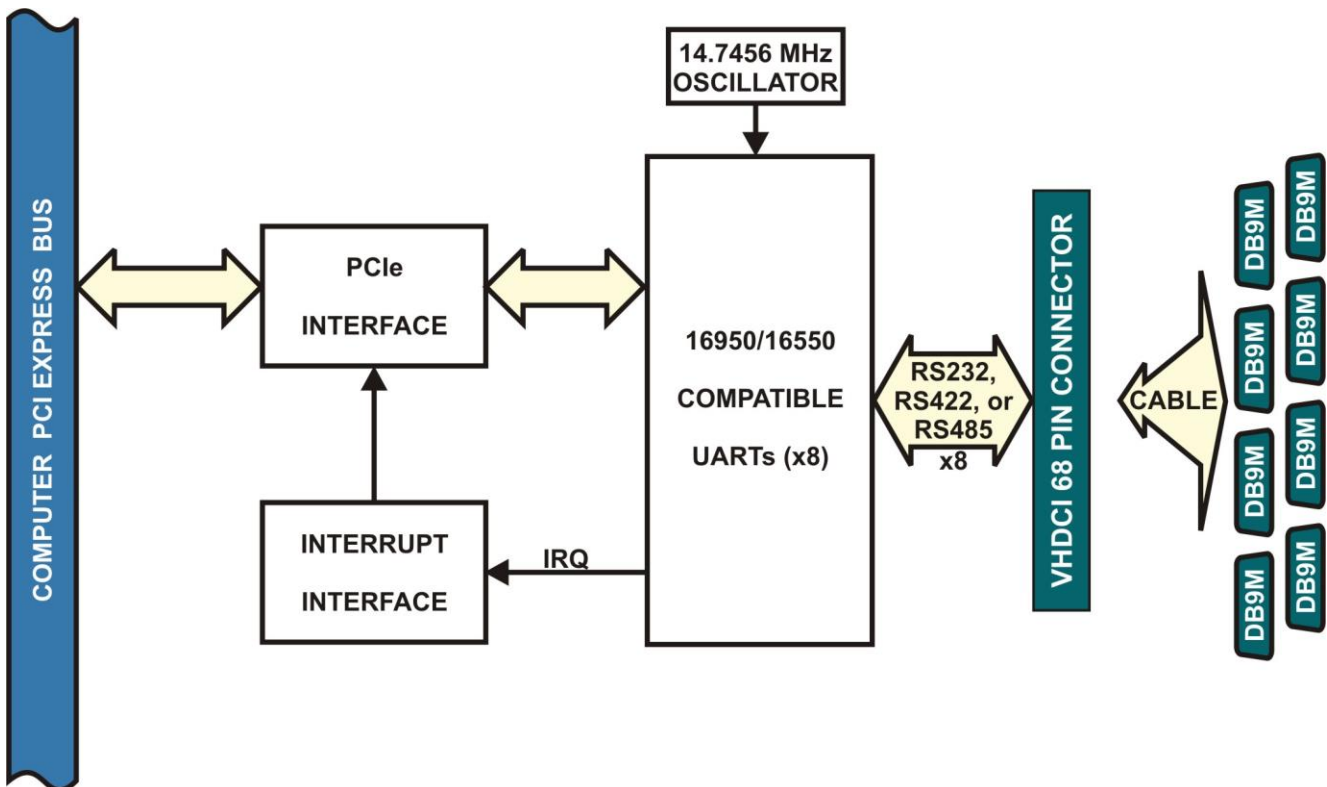 COMPUTER PCI EXPRESS BUS
14.7456 MHz
OSCILLATOR
PCIe
INTERFACE
INTERRUPT
INTERFACE
IRQ
16950/16550
COMPATIBLE
UARTs (x8)
RS232,
RS422, or
RS485
x8
VHDCI 68 PIN CONNECTOR
CABLE
DB9M
DB9M
DB9M
DB9M
DB9M
DB9M
DB9M
DB9M